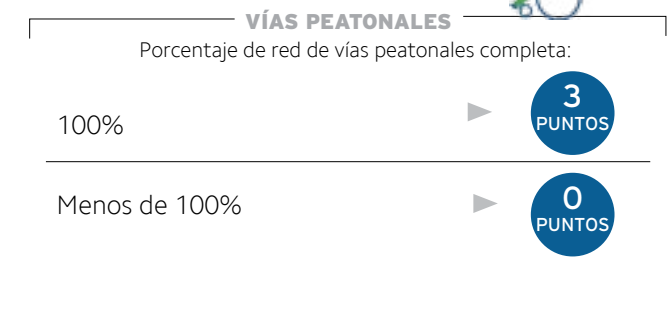 VÍAS PEATONALES
Porcentaje de red de vías peatonales completa:
100%
3
PUNTOS
Menos de 100%
0
PUNTOS